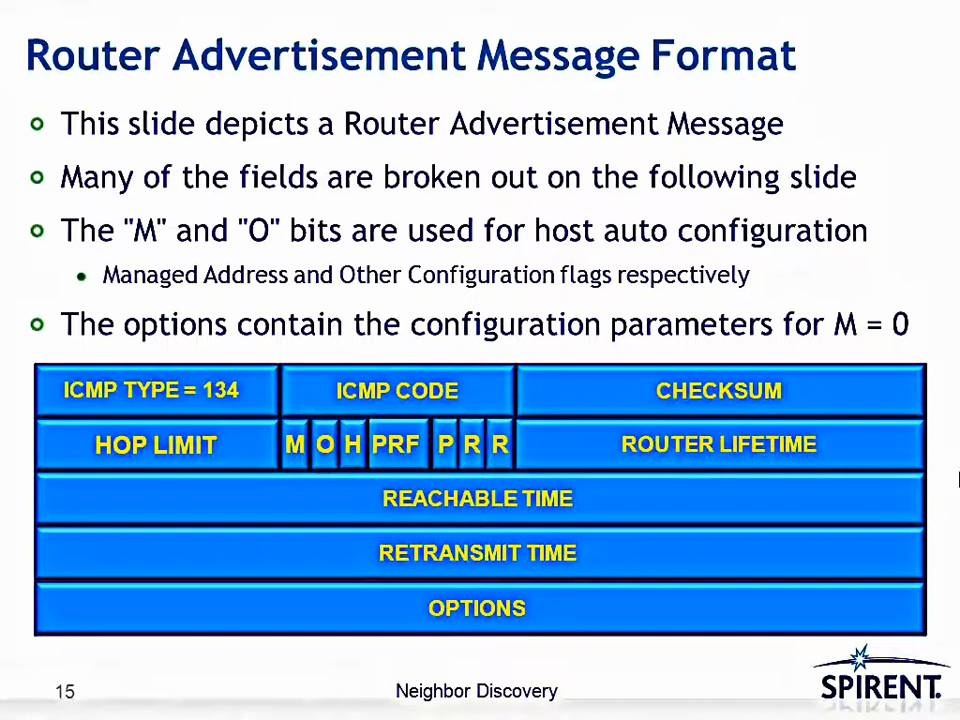 Router Advertisement Message Format
This slide depicts a Router Advertisement Message
Many of the fields are broken out on the following slide
The "M" and "O" bits are used for host auto configuration
Managed Address and Other Configuration flags respectively
The options contain the configuration parameters for M = 0
ICMP TYPE = 134 ICMP CODE CHECKSUM
HOP LIMIT M O H PRF P R R ROUTER LIFETIME
REACHABLE TIME
RETRANSMIT TIME
OPTIONS
15 Neighbor Discovery SPIRENT